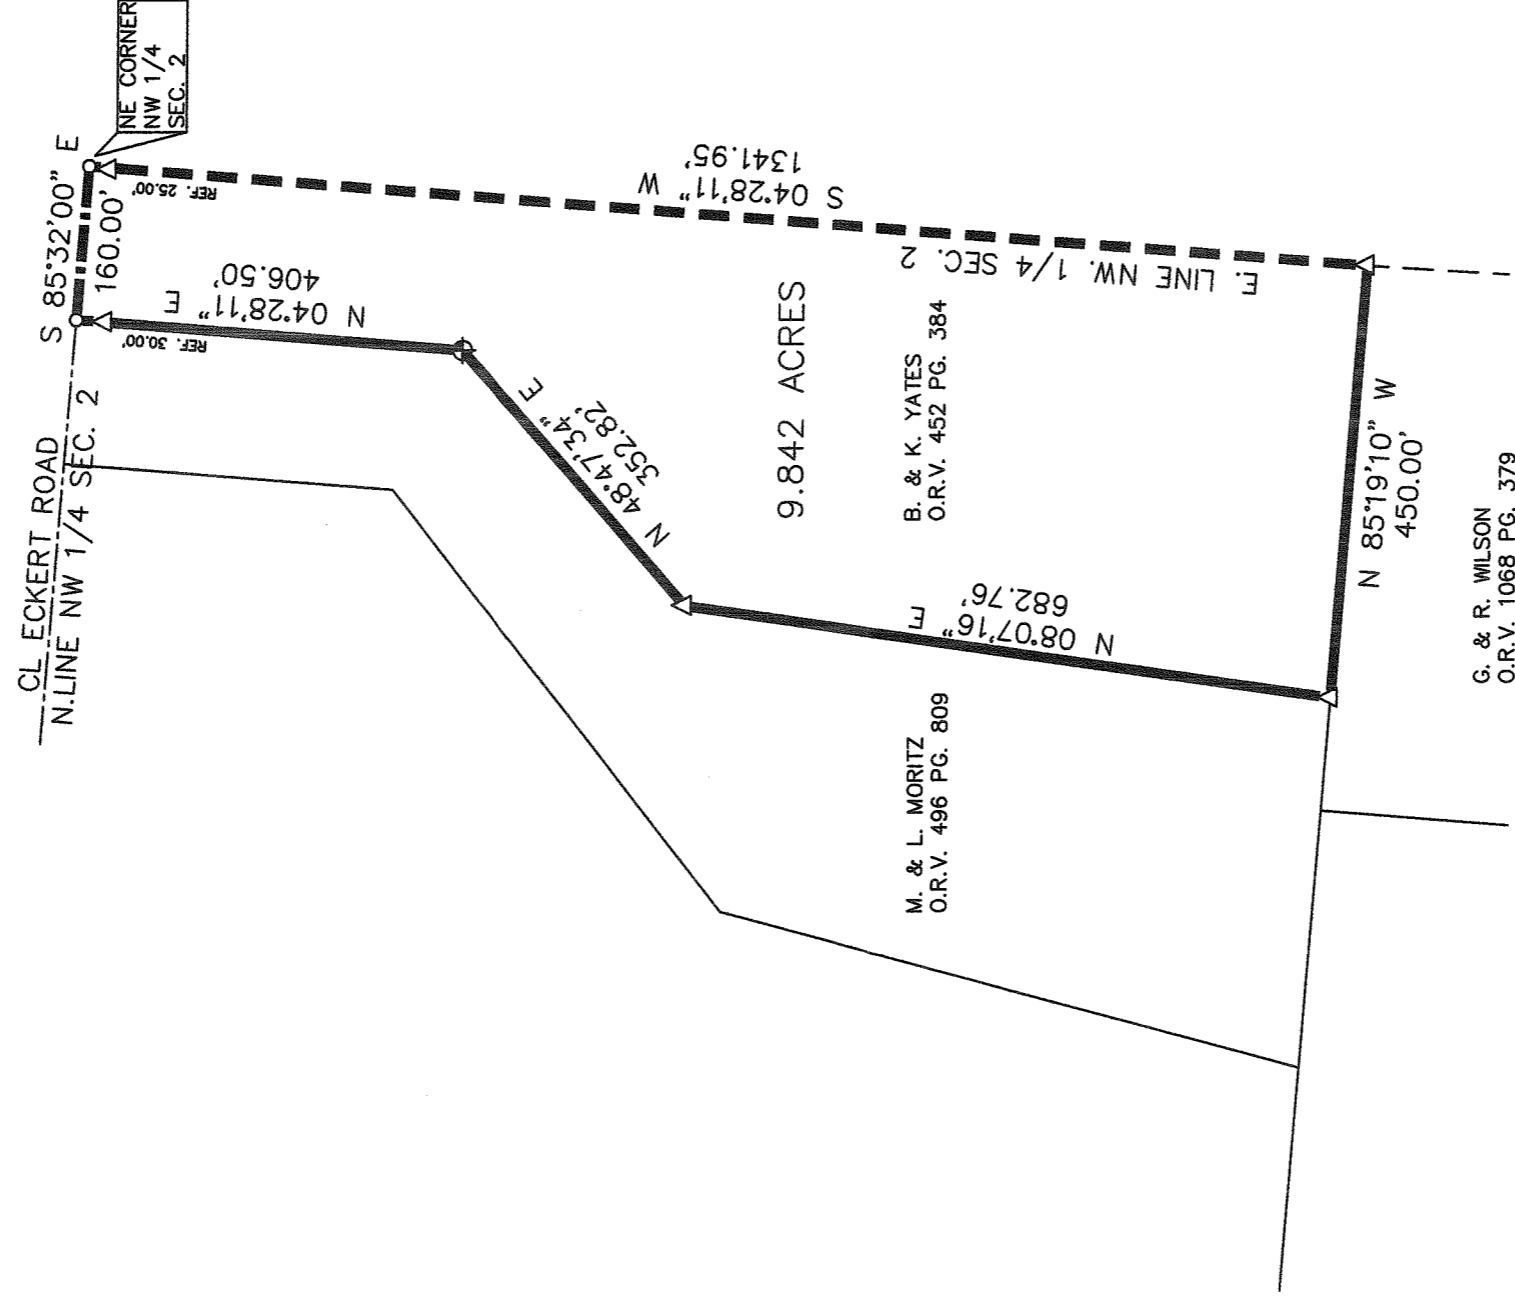 NE CORNER
NW 1/4
SEC. 2
CL ECKERT ROAD
N.LINE NW 1/4 SEC. 2
S 85°32'00" E
160.00'
REF. 25.00'
REF. 30.00'
N 04°28'11" E
406.50'
S 04°28'11" W
1341.95'
E. LINE NW. 1/4 SEC. 2
N 48°47'34" E
352.82'
9.842 ACRES
B. & K. YATES
O.R.V. 452 PG. 384
N 08°07'16" E
682.76'
M. & L. MORITZ
O.R.V. 496 PG. 809
N 85°19'10" W
450.00'
G. & R. WILSON
O.R.V. 1068 PG. 379